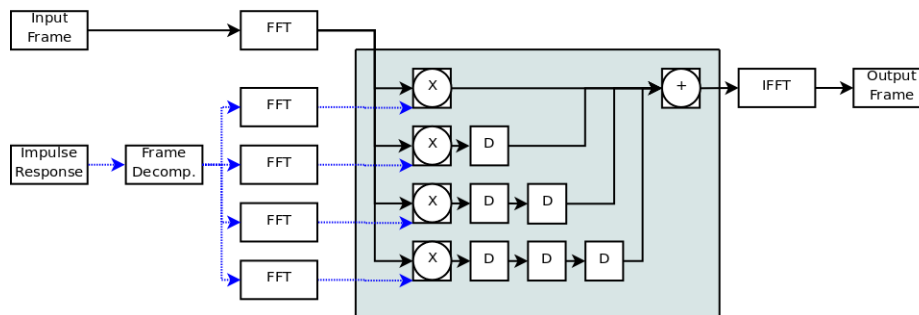 Input
Frame
FFT
X
+
IFFT
Output
Frame
FFT
X
D
Impulse
Response
Frame
Decomp.
FFT
X
D
D
FFT
X
D
D
D
FFT